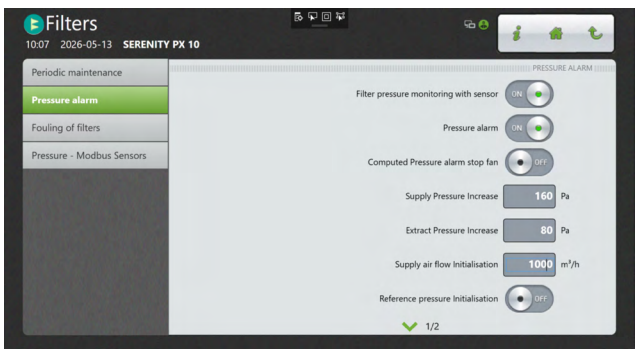 Filters
10:07 2026-05-13 SERENITY PX 10
Periodic maintenance
Pressure alarm
Fouling of filters
Pressure - Modbus Sensors
PRESSURE ALARM
Filter pressure monitoring with sensor ON
Pressure alarm ON
Computed Pressure alarm stop fan OFF
Supply Pressure Increase 160 Pa
Extract Pressure Increase 80 Pa
Supply air flow Initialisation 1000 m³/h
Reference pressure Initialisation OFF
1/2